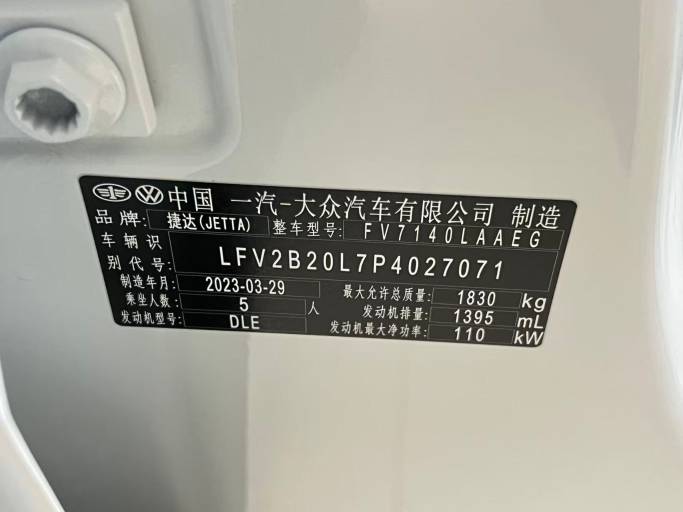 中国 一汽-大众汽车有限公司 制造
品牌: 捷达(JETTA) 整车型号: FV7140LAAEG
车辆识别代号: LFV2B20L7P4027071
制造年月: 2023-03-29 最大允许总质量: 1830 kg
乘坐人数: 5 人 发动机排量: 1395 mL
发动机型号: DLE 发动机最大净功率: 110 kW